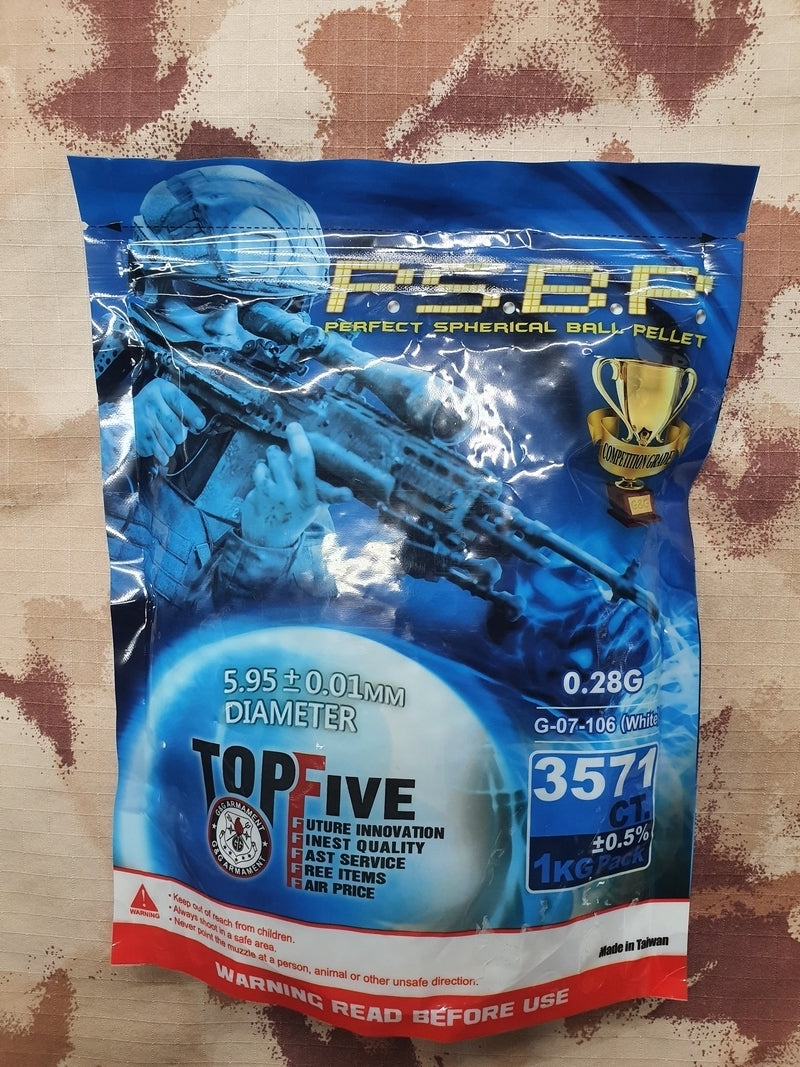 P.S.B.P.
PERFECT SPHERICAL BALL PELLET
COMPETITION GRADE
G&G
5.95 ± 0.01MM
DIAMETER
0.28G
G-07-106 (White
3571
CT.
±0.5%
1KG Pack
TOPFIVE
G&G ARMAMENT
G&G ARMAMENT
FUTURE INNOVATION
FINEST QUALITY
FAST SERVICE
FREE ITEMS
FAIR PRICE
WARNING
• Keep out of reach from children.
• Always shoot in a safe area.
• Never point the muzzle at a person, animal or other unsafe direction.
Made in Taiwan
WARNING READ BEFORE USE